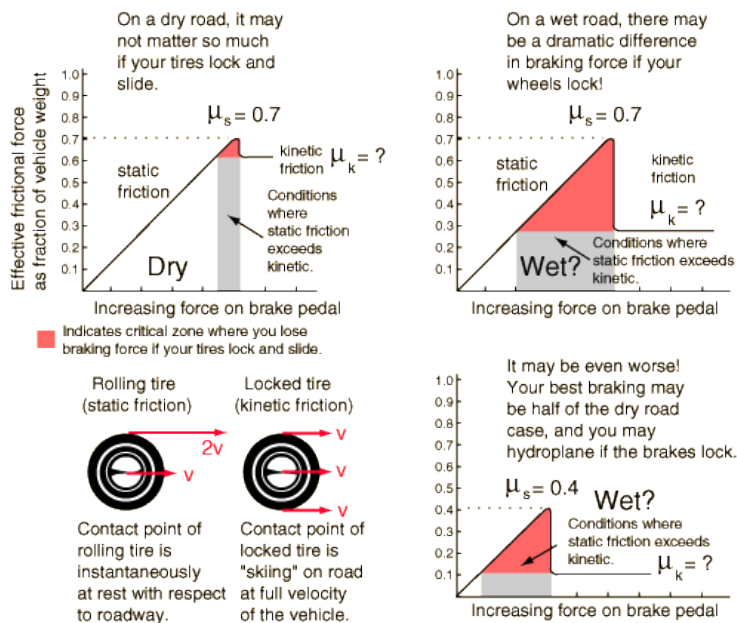 On a dry road, it may
not matter so much
if your tires lock and
slide.
Effective frictional force
as fraction of vehicle weight
1.0
0.9
0.8
0.7
0.6
0.5
0.4
0.3
0.2
0.1
μs = 0.7
static
friction
kinetic
friction
μk = ?
Conditions
where
static friction
exceeds
kinetic.
Dry
Increasing force on brake pedal
Indicates critical zone where you lose
braking force if your tires lock and slide.
On a wet road, there may
be a dramatic difference
in braking force if your
wheels lock!
1.0
0.9
0.8
0.7
0.6
0.5
0.4
0.3
0.2
0.1
μs = 0.7
static
friction
kinetic
friction
μk = ?
Conditions where
static friction exceeds
kinetic.
Wet?
Increasing force on brake pedal
Rolling tire
(static friction)
2v
v
Contact point of
rolling tire is
instantaneously
at rest with respect
to roadway.
Locked tire
(kinetic friction)
v
v
v
Contact point of
locked tire is
"skiing" on road
at full velocity
of the vehicle.
It may be even worse!
Your best braking may
be half of the dry road
case, and you may
hydroplane if the brakes lock.
1.0
0.9
0.8
0.7
0.6
0.5
0.4
0.3
0.2
0.1
μs = 0.4
Wet?
Conditions where
static friction exceeds
kinetic.
μk = ?
Increasing force on brake pedal